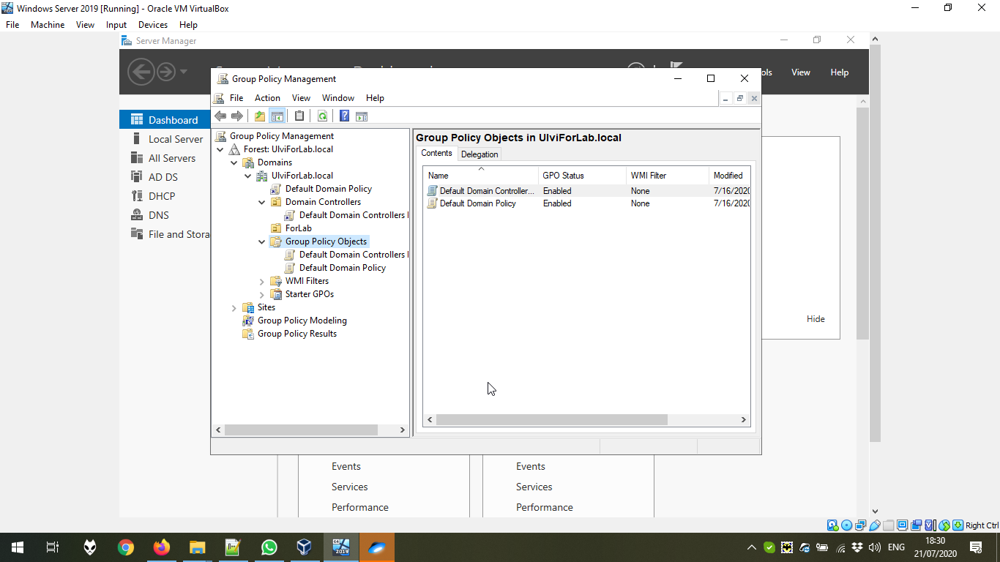 Windows Server 2019 [Running] - Oracle VM VirtualBox
File Machine View Input Devices Help
Server Manager
View Help
Group Policy Management
File Action View Window Help
Dashboard
Local Server
All Servers
AD DS
DHCP
DNS
File and Stora
Group Policy Management
Forest: UlviForLab.local
Domains
UlviForLab.local
Default Domain Policy
Domain Controllers
Default Domain Controllers
ForLab
Group Policy Objects
Default Domain Controllers
Default Domain Policy
WMI Filters
Starter GPOs
Sites
Group Policy Modeling
Group Policy Results
Group Policy Objects in UlviForLab.local
Contents Delegation
Name GPO Status WMI Filter Modified
Default Domain Controller... Enabled None 7/16/2020
Default Domain Policy Enabled None 7/16/2020
Hide
Events Events
Services Services
Performance Performance
Right Ctrl
2019
ENG
18:30
21/07/2020